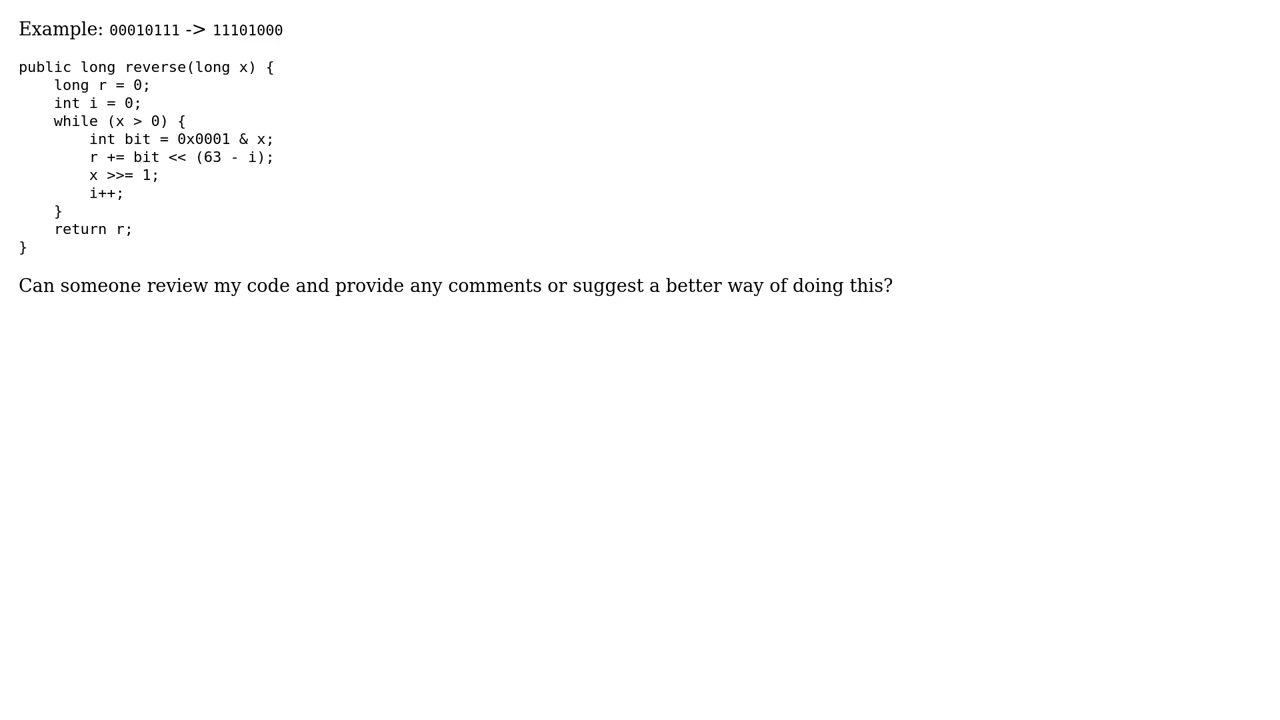 Example: 00010111 -> 11101000
public long reverse(long x) {
    long r = 0;
    int i = 0;
    while (x > 0) {
        int bit = 0x0001 & x;
        r += bit << (63 - i);
        x >>= 1;
        i++;
    }
    return r;
}
Can someone review my code and provide any comments or suggest a better way of doing this?